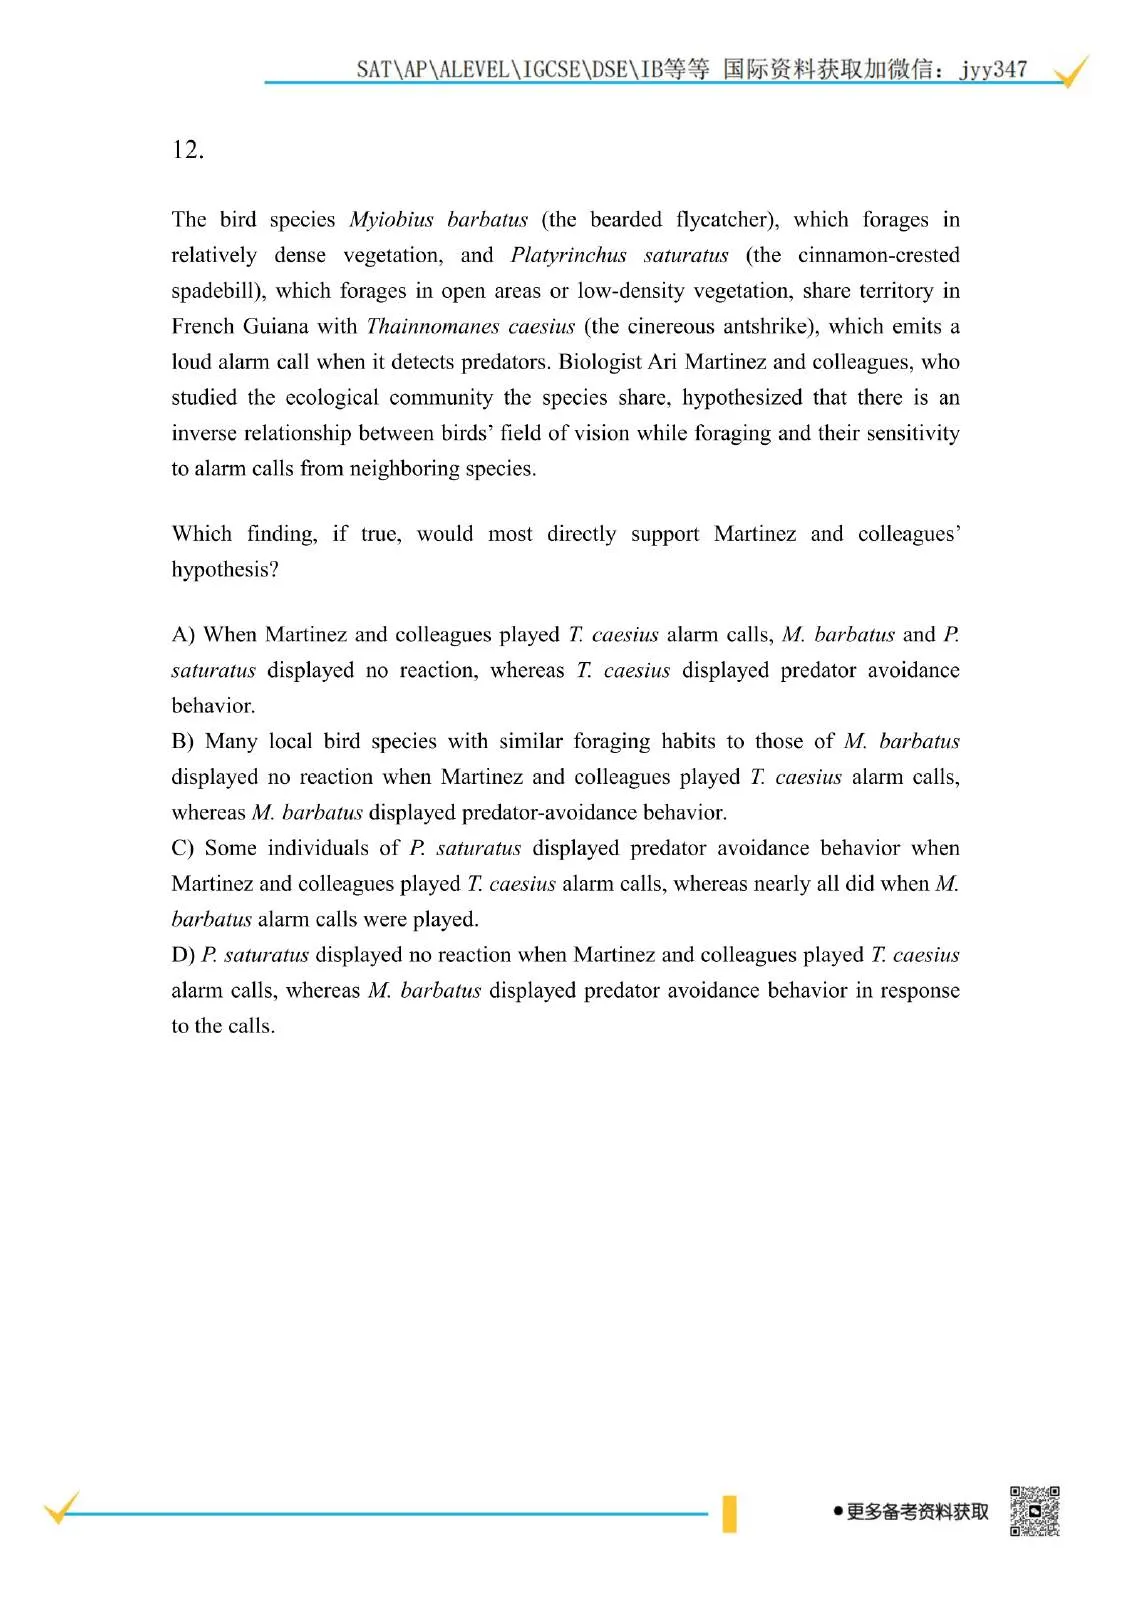 SAT\AP\ALEVEL\IGCSE\DSE\IB等等 国际资料获取加微信: jyy347
12.
The bird species Myiobius barbatus (the bearded flycatcher), which forages in
relatively dense vegetation, and Platyrinchus saturatus (the cinnamon-crested
spadebill), which forages in open areas or low-density vegetation, share territory in
French Guiana with Thainnomanes caesius (the cinereous antshrike), which emits a
loud alarm call when it detects predators. Biologist Ari Martinez and colleagues, who
studied the ecological community the species share, hypothesized that there is an
inverse relationship between birds’ field of vision while foraging and their sensitivity
to alarm calls from neighboring species.
Which finding, if true, would most directly support Martinez and colleagues’
hypothesis?
A) When Martinez and colleagues played T. caesius alarm calls, M. barbatus and P.
saturatus displayed no reaction, whereas T. caesius displayed predator avoidance
behavior.
B) Many local bird species with similar foraging habits to those of M. barbatus
displayed no reaction when Martinez and colleagues played T. caesius alarm calls,
whereas M. barbatus displayed predator-avoidance behavior.
C) Some individuals of P. saturatus displayed predator avoidance behavior when
Martinez and colleagues played T. caesius alarm calls, whereas nearly all did when M.
barbatus alarm calls were played.
D) P. saturatus displayed no reaction when Martinez and colleagues played T. caesius
alarm calls, whereas M. barbatus displayed predator avoidance behavior in response
to the calls.
●更多备考资料获取